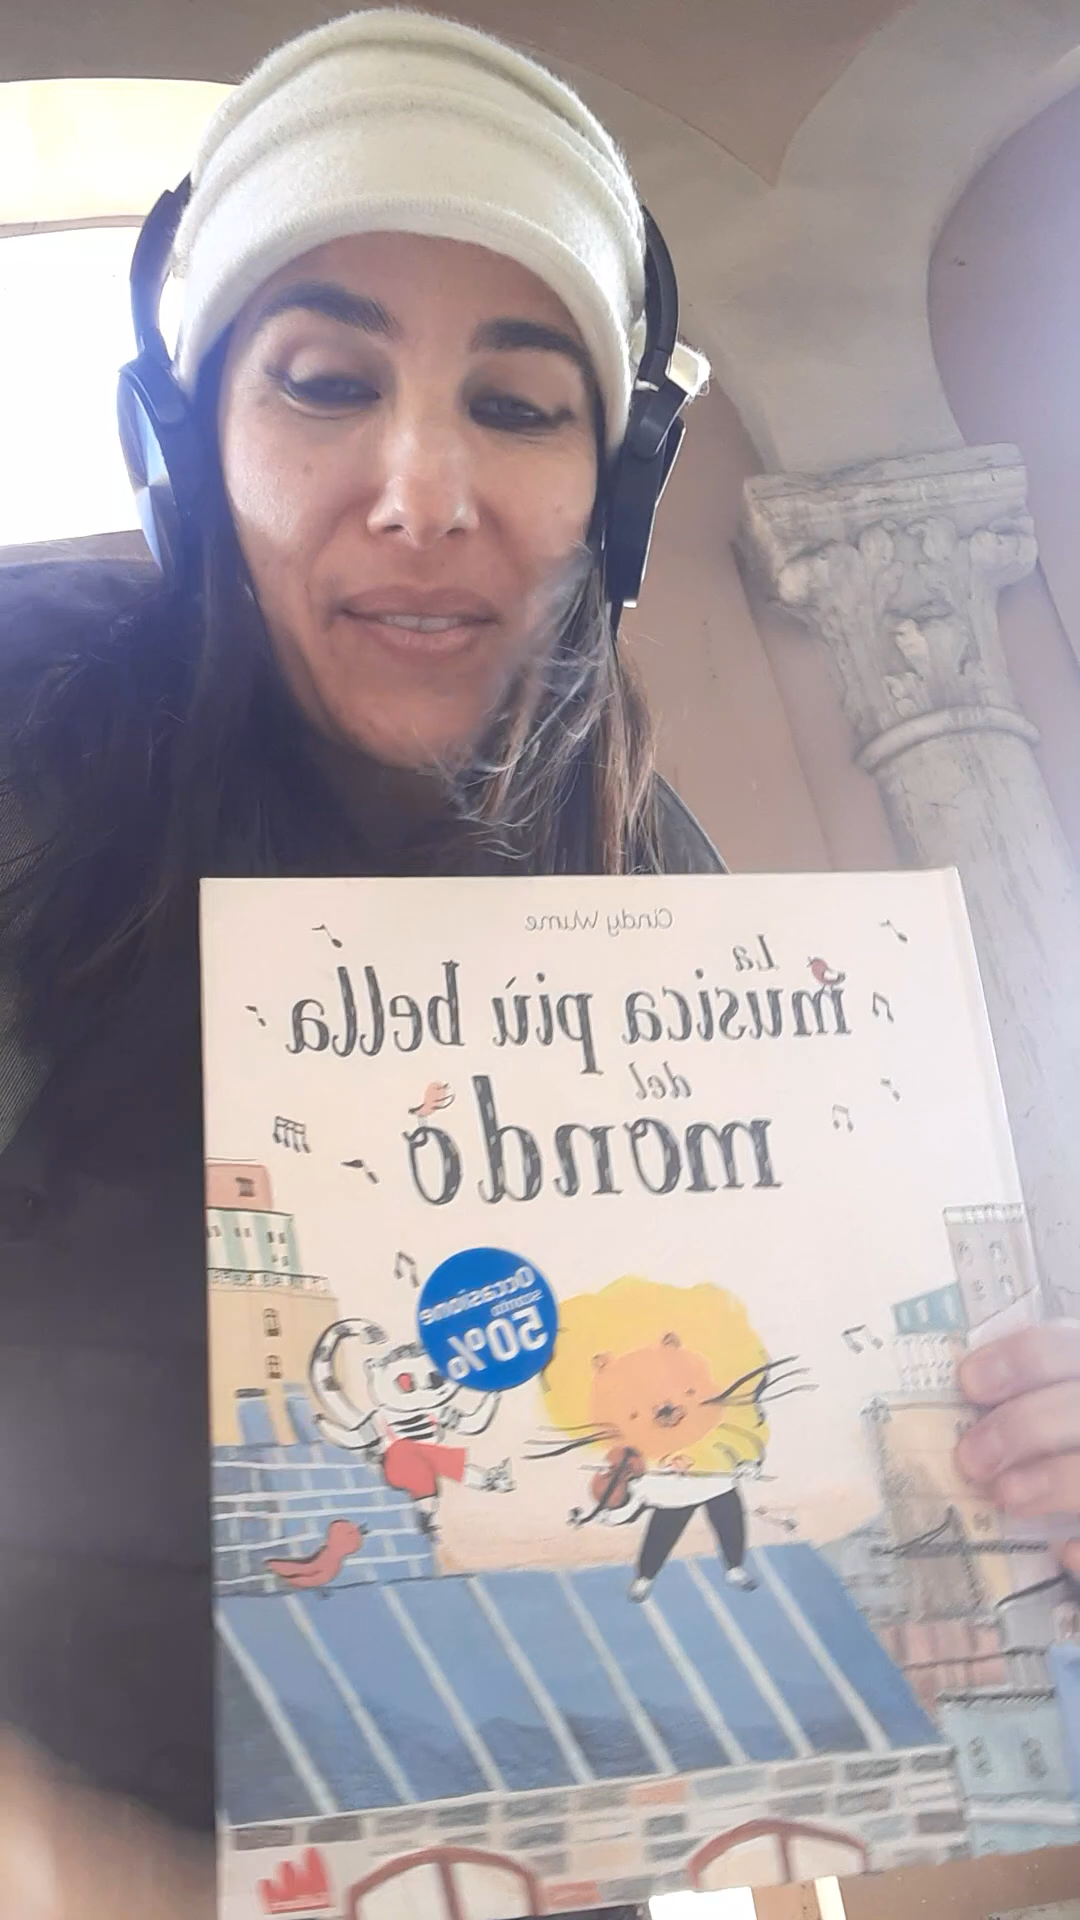 Cindy Wume
La
musica più bella
del
mondo
Occasione
sconto
50%